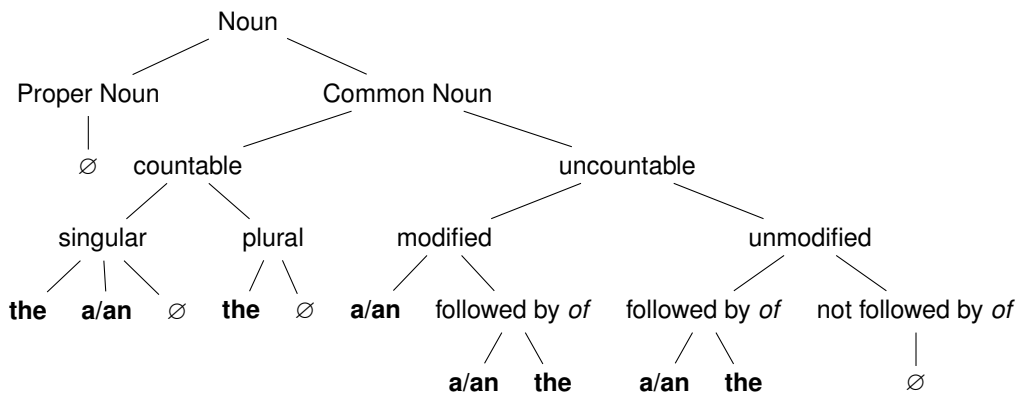 Noun
Proper Noun Common Noun
∅ countable uncountable
singular plural modified unmodified
the a/an ∅ the ∅ a/an followed by of followed by of not followed by of
a/an the a/an the ∅